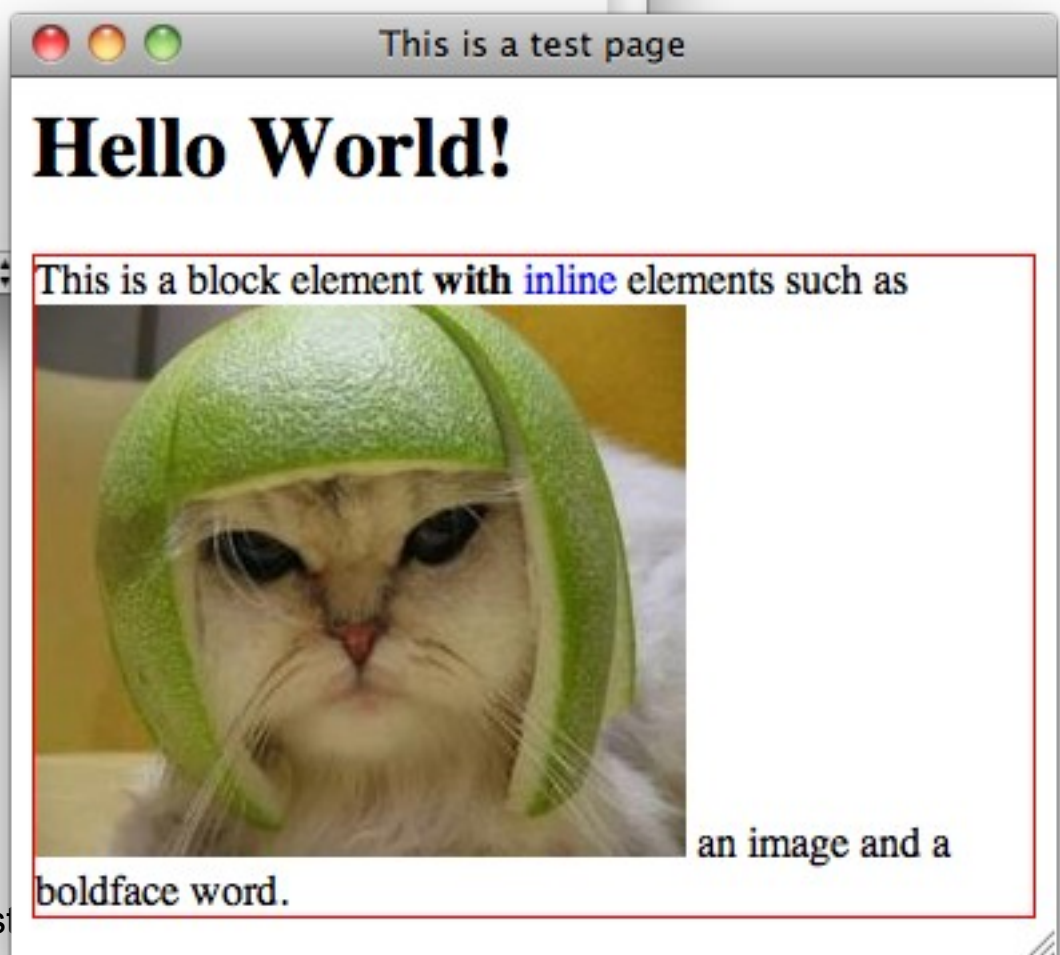 This is a test page
Hello World!
This is a block element with inline elements such as
an image and a
boldface word.
st